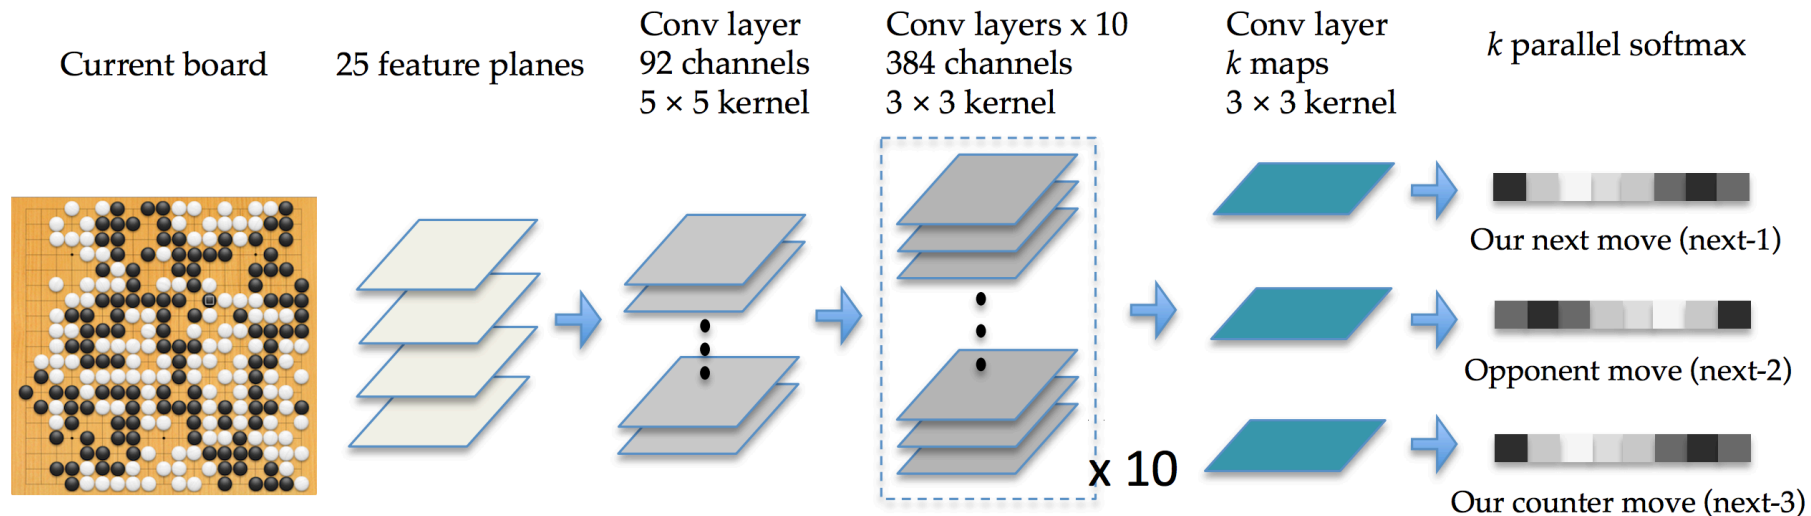 Current board
25 feature planes
Conv layer
92 channels
5 × 5 kernel
Conv layers x 10
384 channels
3 × 3 kernel
Conv layer
k maps
3 × 3 kernel
k parallel softmax
Our next move (next-1)
Opponent move (next-2)
x 10
Our counter move (next-3)